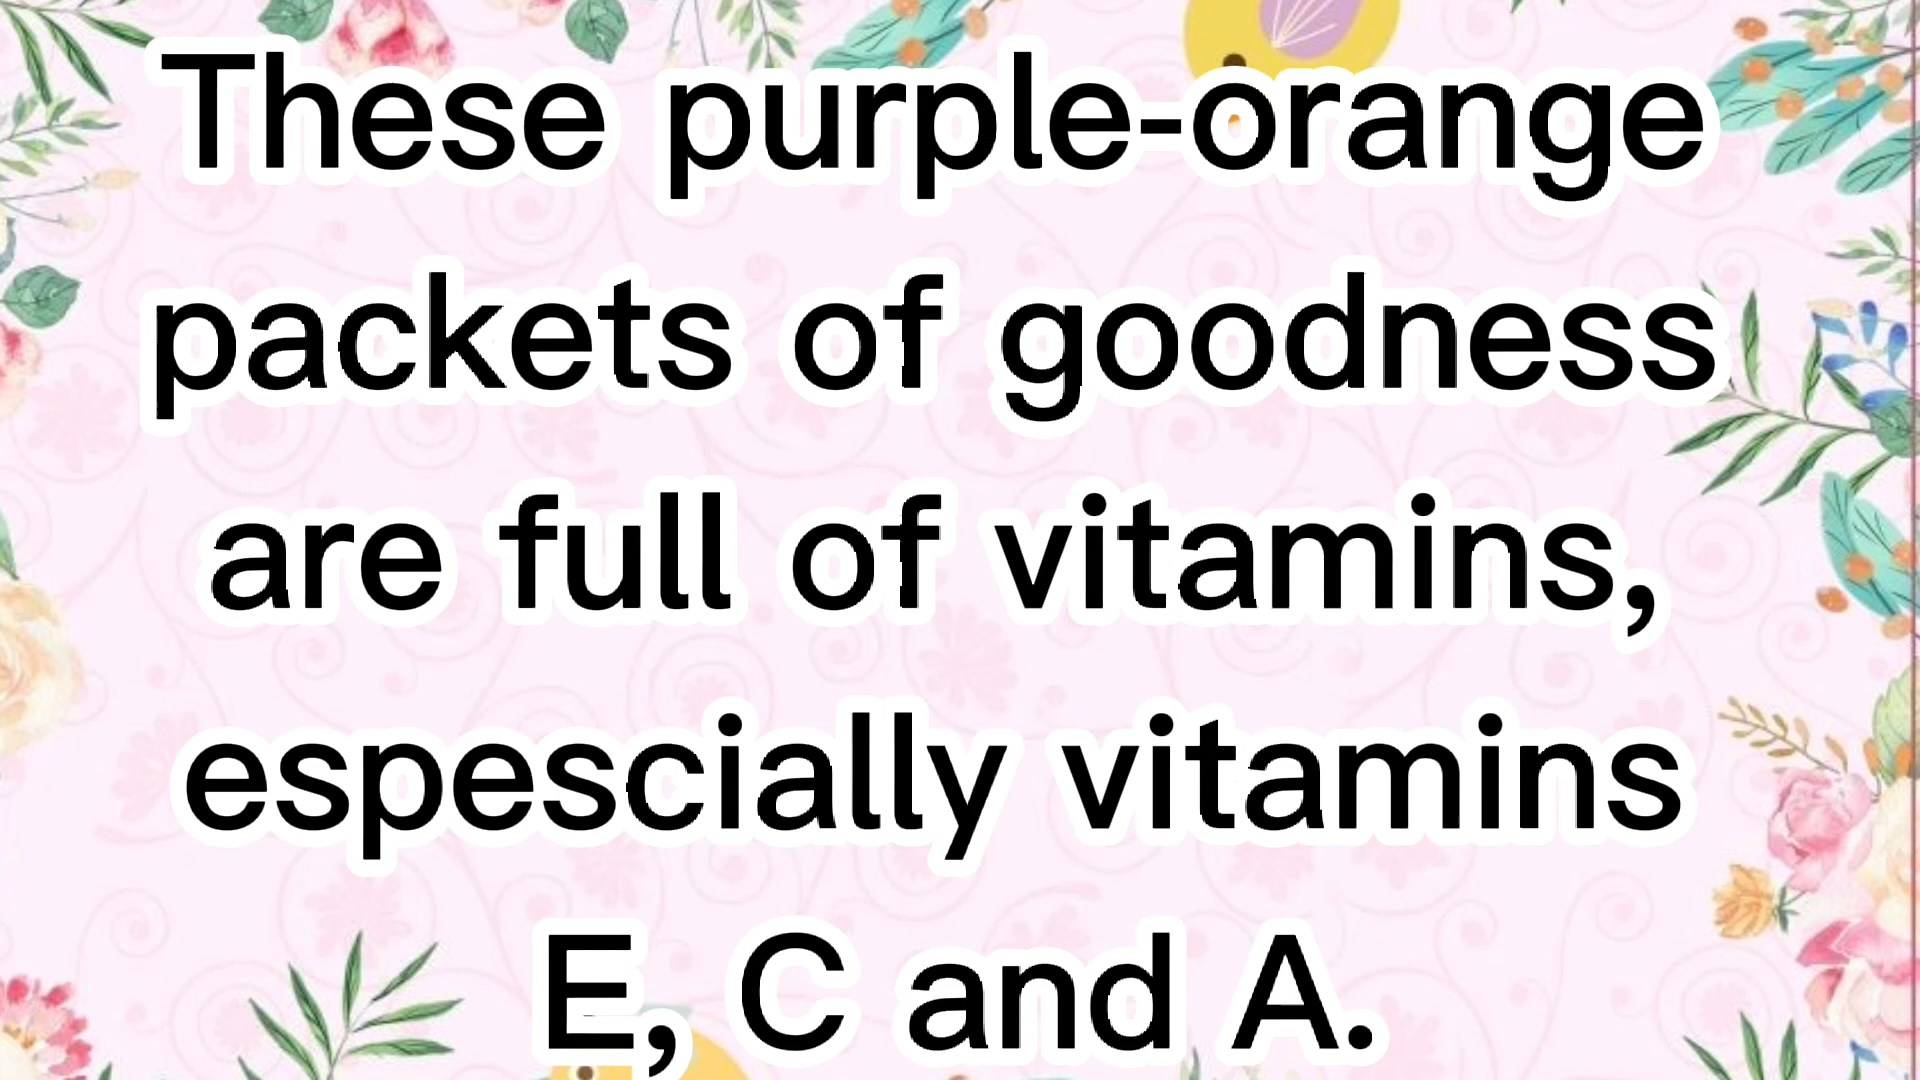 These purple-orange
packets of goodness
are full of vitamins,
espescially vitamins
E, C and A.